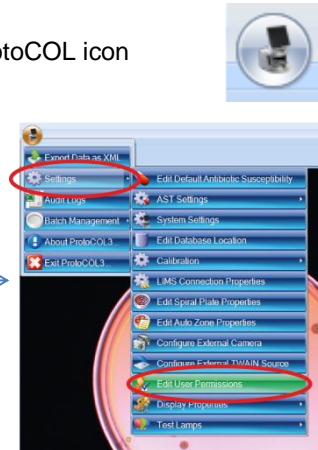 otoCOL icon
Export Data as XML
Settings
Audit Logs
Batch Management
About ProtoCOL3...
Exit ProtoCOL3...
Edit Default Antibiotic Susceptibility
AST Settings
System Settings
Edit Database Location
Calibration
LIMS Connection Properties
Edit Spiral Plate Properties
Edit Auto Zone Properties
Configure External Camera
Configure External TWAIN Source
Edit User Permissions
Display Properties
Test Lamps